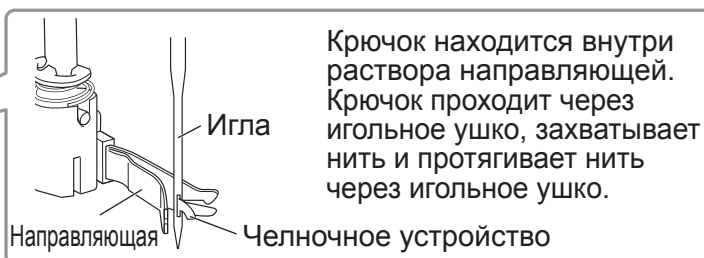 Крючок находится внутри
раствора направляющей.
Крючок проходит через
игольное ушко, захватывает
нить и протягивает нить
через игольное ушко.
Игла
Направляющая
Челночное устройство